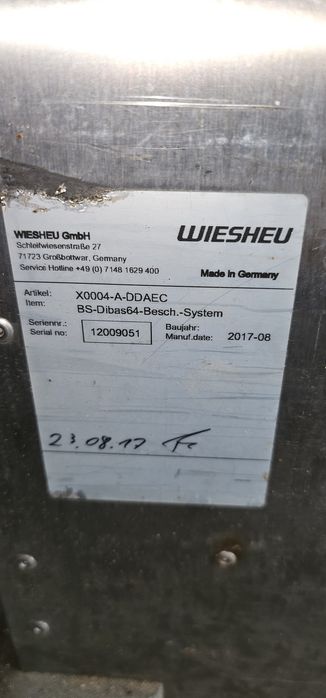 WIESHEU GmbH
Schleifwiesenstraße 27
71723 Großbottwar, Germany
Service Hotline +49 (0) 7148 1629 400
WIESHEU
Made in Germany
Artikel: X0004-A-DDAEC
Item: BS-Dibas64-Besch.-System
Seriennr.: Baujahr:
Serial no: 12009051 Manuf.date: 2017-08
23.08.17